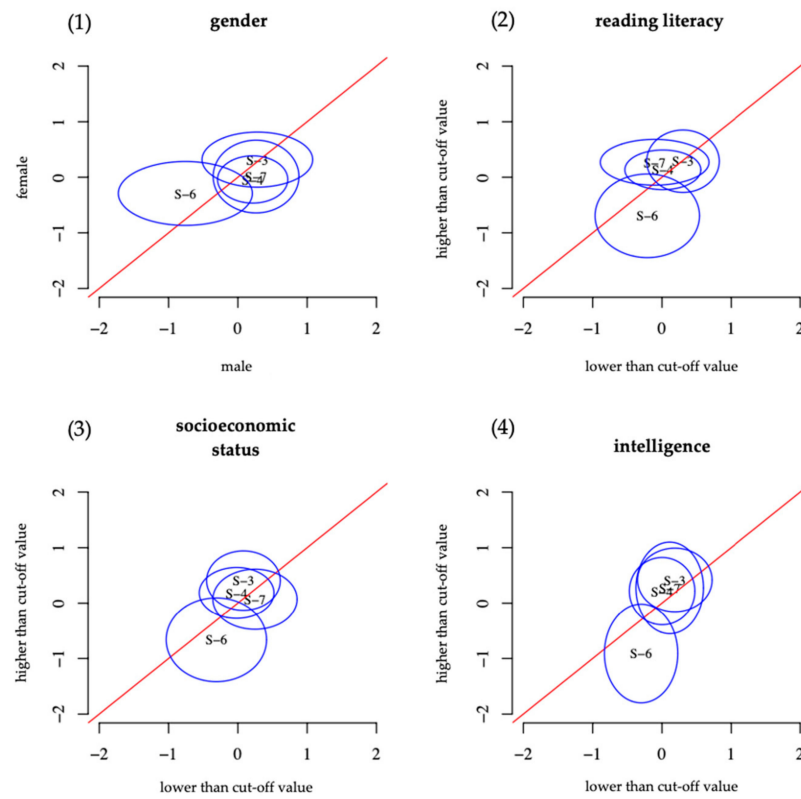 (1)
gender
2
1
0
−1
−2
female
S−3
S−7
S−4
S−6
−2 −1 0 1 2
male
(2)
reading literacy
2
1
0
−1
−2
higher than cut-off value
S−7
S−3
S−4
S−6
−2 −1 0 1 2
lower than cut-off value
(3)
socioeconomic
status
2
1
0
−1
−2
higher than cut-off value
S−3
S−4
S−7
S−6
−2 −1 0 1 2
lower than cut-off value
(4)
intelligence
2
1
0
−1
−2
higher than cut-off value
S−3
S−7
S−4
S−6
−2 −1 0 1 2
lower than cut-off value